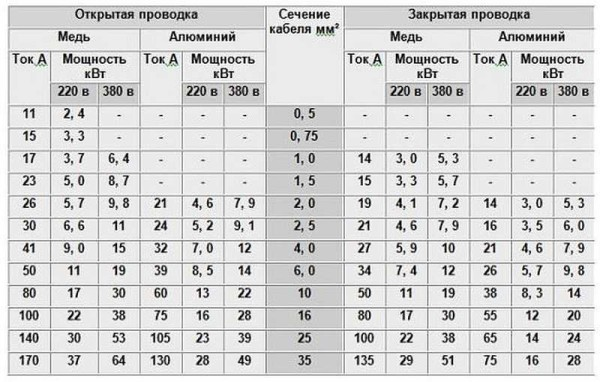 Открытая проводка Сечение кабеля мм² Закрытая проводка
Медь Алюминий Медь Алюминий
Ток А Мощность кВт Ток А Мощность кВт Ток А Мощность кВт Ток А Мощность кВт
220 в 380 в 220 в 380 в 220 в 380 в 220 в 380 в
11 2, 4 - - - - 0, 5 - - - - - -
15 3, 3 - - - - 0, 75 - - - - - -
17 3, 7 6, 4 - - - 1, 0 14 3, 0 5, 3 - - -
23 5, 0 8, 7 - - - 1, 5 15 3, 3 5, 7 - - -
26 5, 7 9, 8 21 4, 6 7, 9 2, 0 19 4, 1 7, 2 14 3, 0 5, 3
30 6, 6 11 24 5, 2 9, 1 2, 5 21 4, 6 7, 9 16 3, 5 6, 0
41 9, 0 15 32 7, 0 12 4, 0 27 5, 9 10 21 4, 6 7, 9
50 11 19 39 8, 5 14 6, 0 34 7, 4 12 26 5, 7 9, 8
80 17 30 60 13 22 10 50 11 19 38 8, 3 14
100 22 38 75 16 28 16 80 17 30 55 12 20
140 30 53 105 23 39 25 100 22 38 65 14 24
170 37 64 130 28 49 35 135 29 51 75 16 28